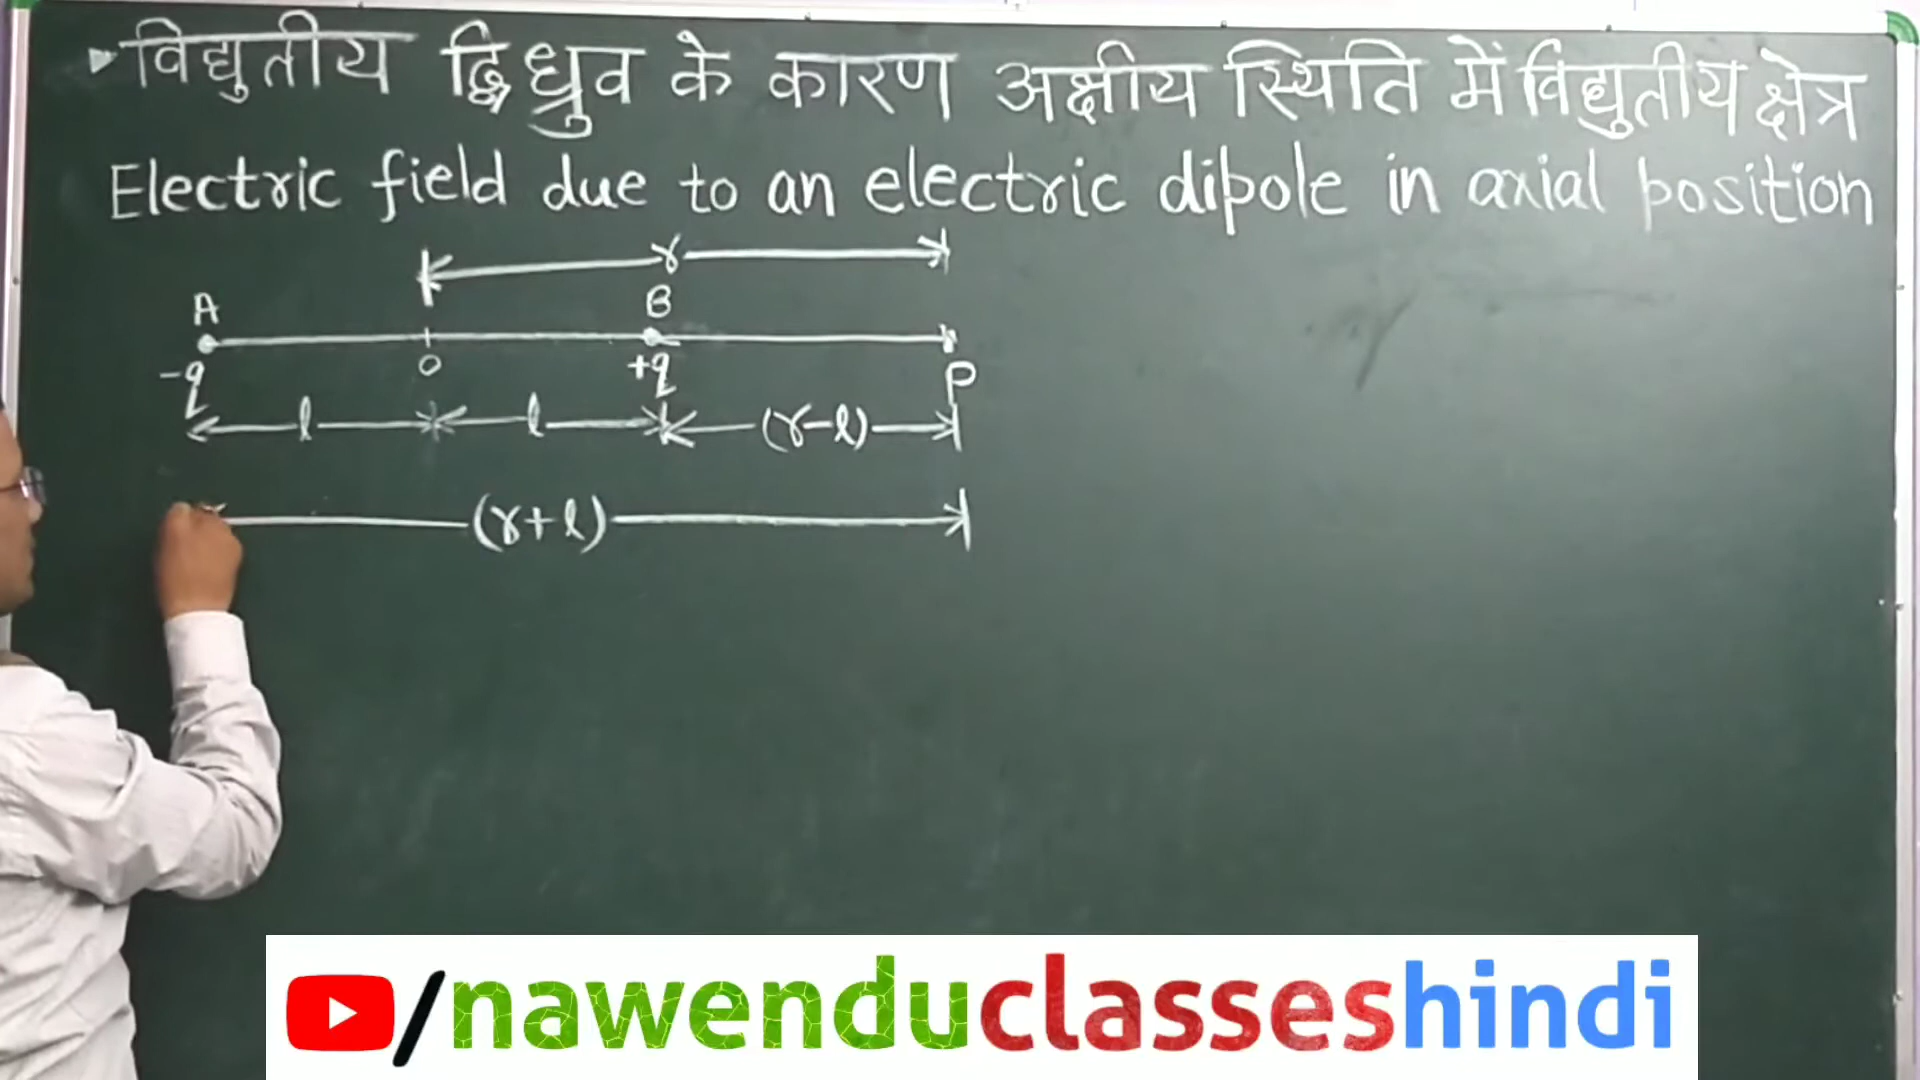 विद्युतीय द्विध्रुव के कारण अक्षीय स्थिति में विद्युतीय क्षेत्र
Electric field due to an electric dipole in axial position
r
A B
-q o +q P
l l (r-l)
(r+l)
/nawenduclasseshindi